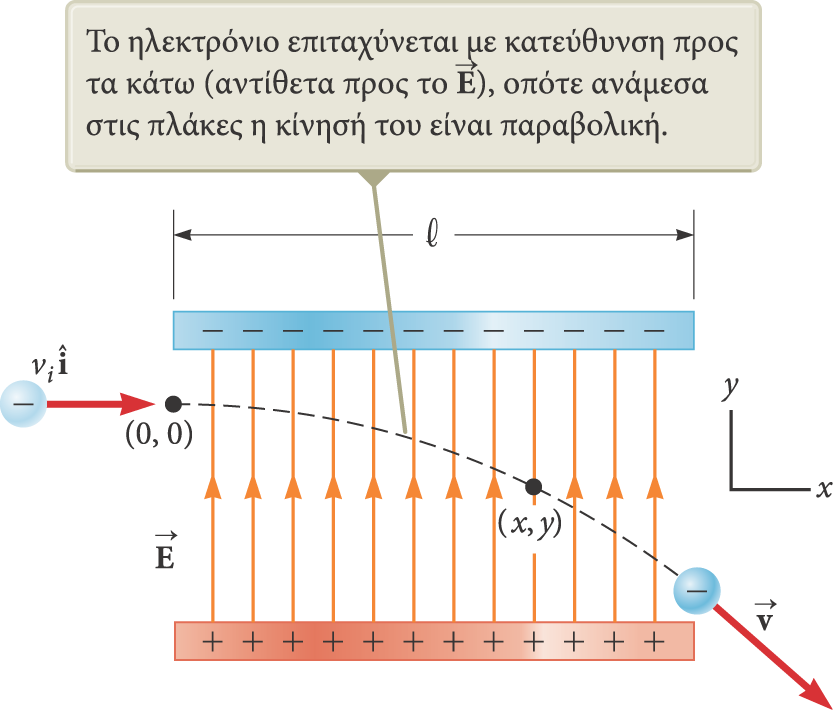 Το ηλεκτρόνιο επιταχύνεται με κατεύθυνση προς
τα κάτω (αντίθετα προς το E⃗), οπότε ανάμεσα
στις πλάκες η κίνησή του είναι παραβολική.
ℓ
− − − − − − − − − − − −
v_i î
−
(0, 0)
y
x
(x, y)
E⃗
−
v⃗
+ + + + + + + + + + + +